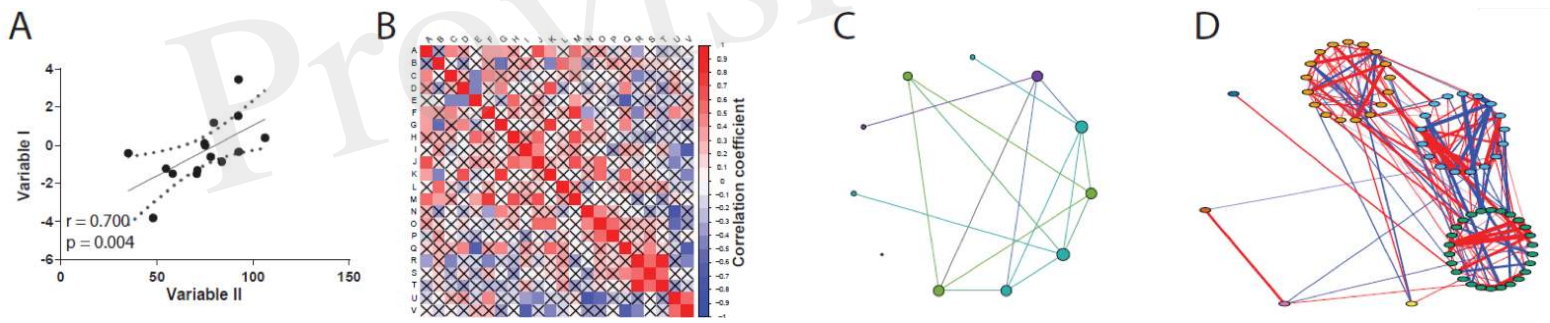 A
4
2
0
-2
-4
-6
Variable I
r = 0.700
p = 0.004
0
50
100
150
Variable II
B
A B C D E F G H I J K L M N O P Q R S T U V
A
B
C
D
E
F
G
H
I
J
K
L
M
N
O
P
Q
R
S
T
U
V
1
0.9
0.8
0.7
0.6
0.5
0.4
0.3
0.2
0.1
0
-0.1
-0.2
-0.3
-0.4
-0.5
-0.6
-0.7
-0.8
-0.9
-1
Correlation coefficient
C
D
Provis